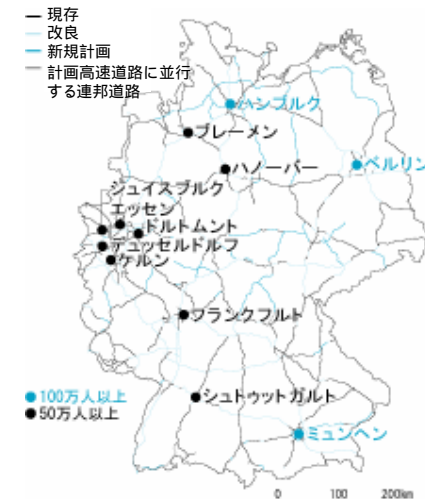 現存
改良
新規計画
計画高速道路に並行
する連邦道路
ハンブルク
ブレーメン
ハノーバー
ベルリン
シュイスブルク
エッセン
ドルトムント
デュッセルドルフ
ケルン
フランクフルト
シュトゥットガルト
100万人以上
50万人以上
ミュンヘン
0 100 200km